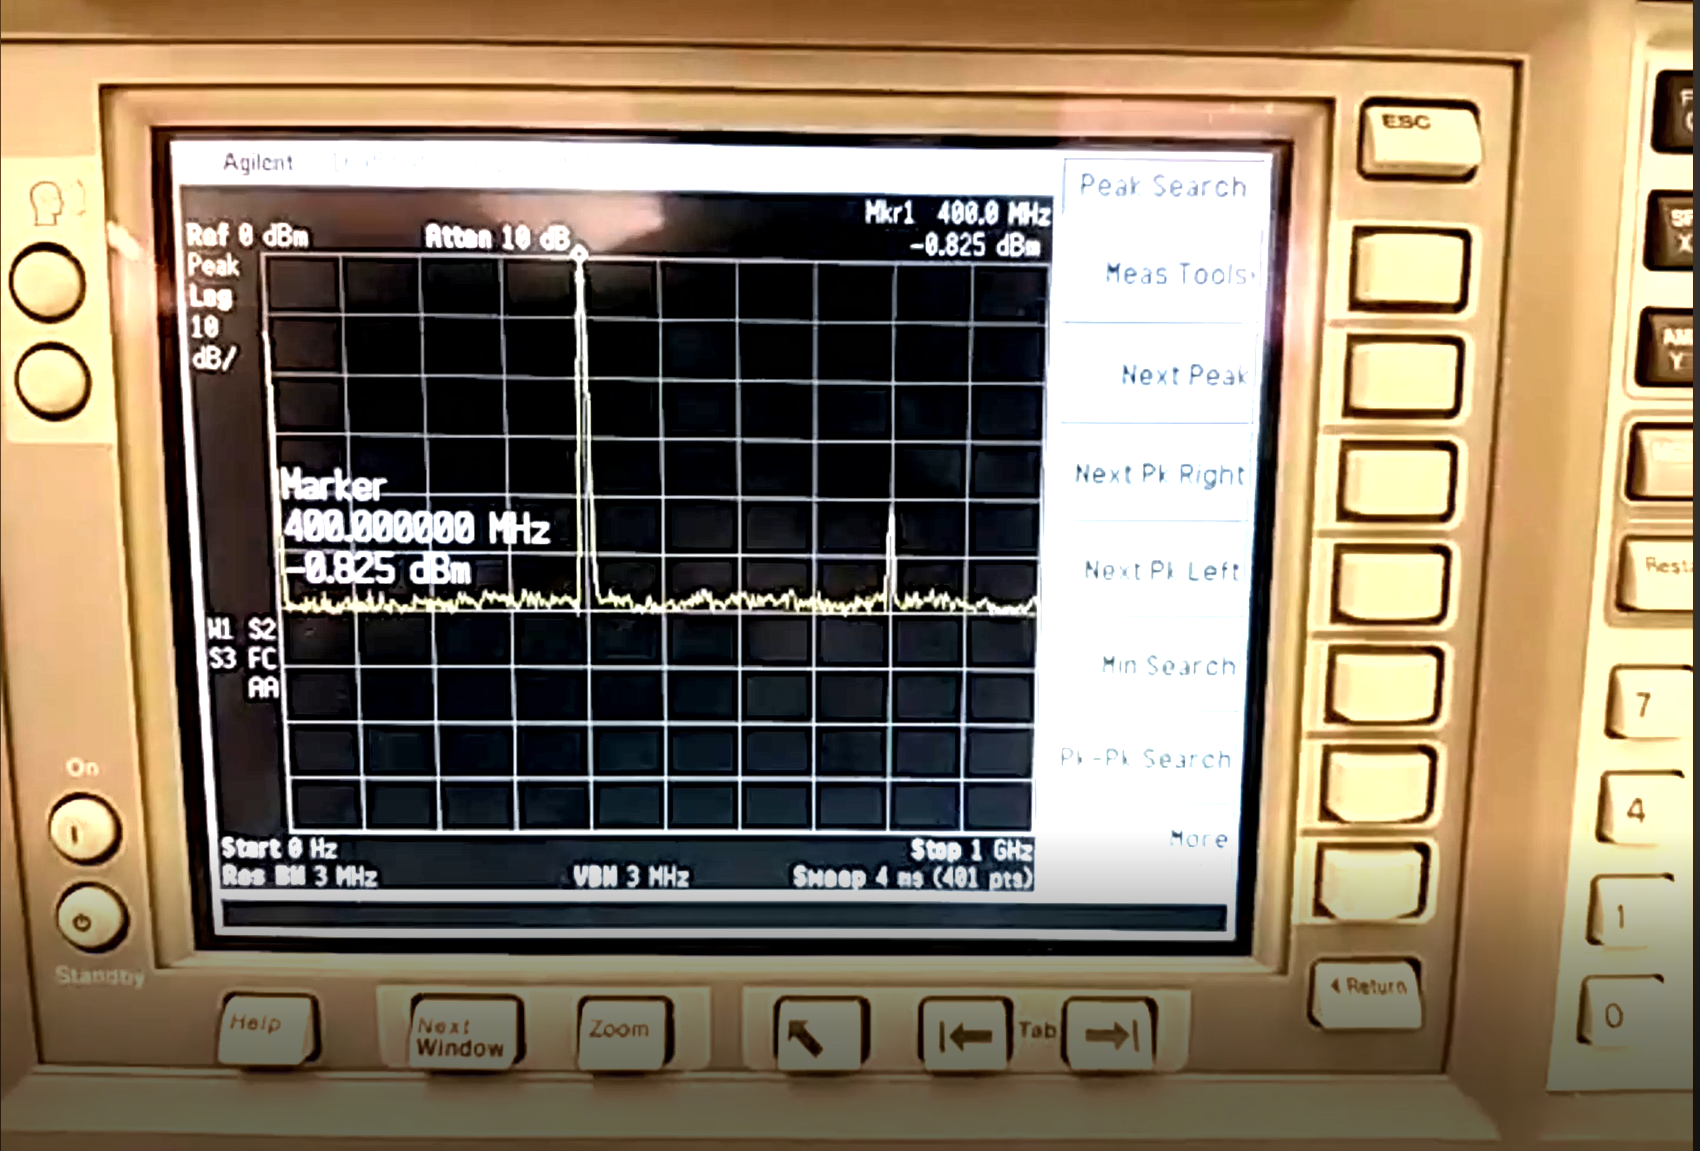 ESC
Agilent
Peak Search
Mkr1 400.0 MHz
Ref 0 dBm
Atten 10 dB
-0.825 dBm
Peak
Log
10
dB/
Meas Tools
Next Peak
Next Pk Right
Marker
400.000000 MHz
-0.825 dBm
Next Pk Left
W1 S2
S3 FC
AA
Min Search
Pk-Pk Search
More
Start 0 Hz
Stop 1 GHz
Res BW 3 MHz
VBW 3 MHz
Sweep 4 ms (401 pts)
On
Standby
Help
Next
Window
Zoom
Tab
Return
7
4
1
0